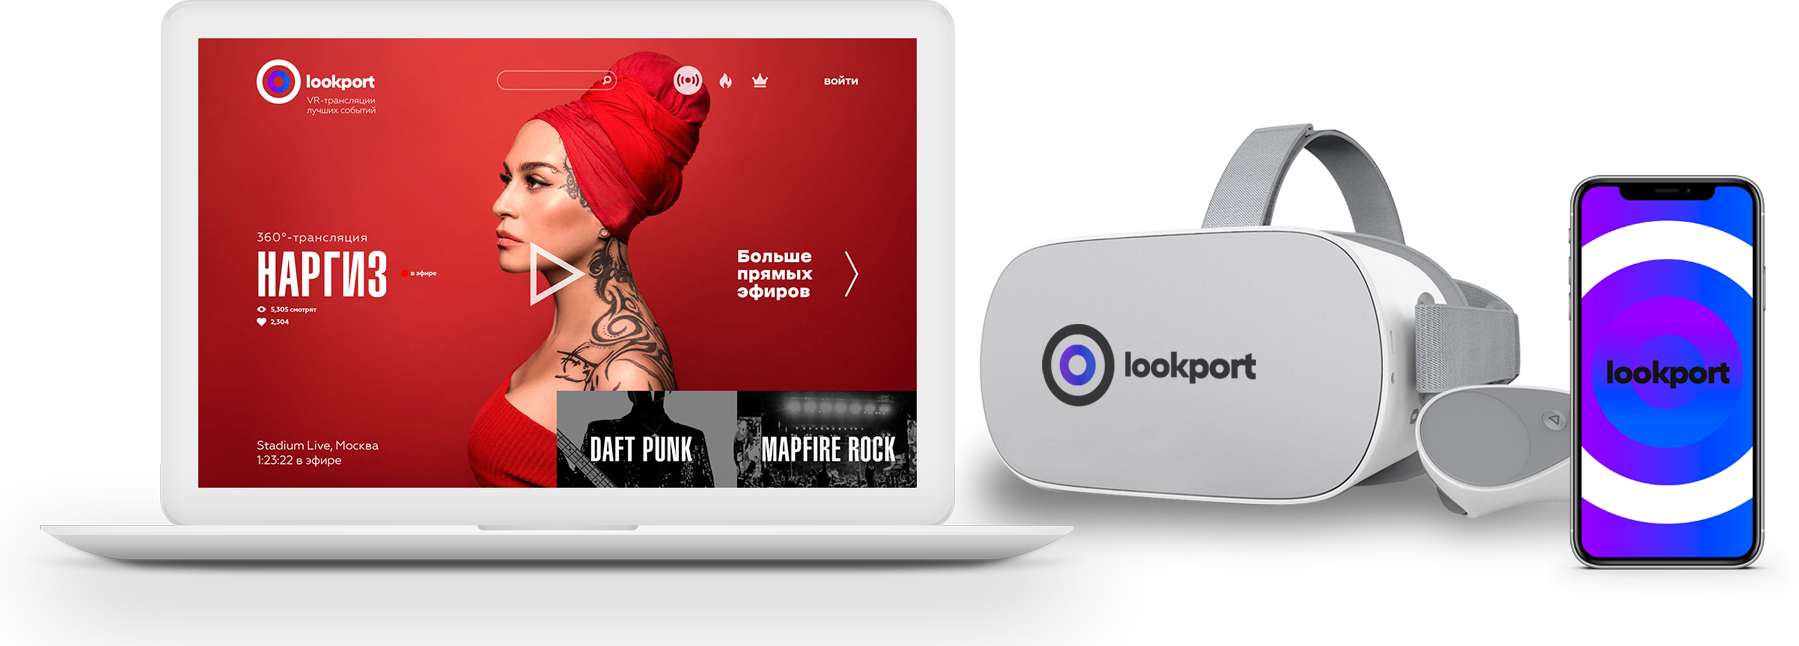 lookport
VR-трансляции
лучших событий
войти
360°-трансляция
НАРГИЗ
в эфире
5,305 смотрят
2,304
Больше
прямых
эфиров
Stadium Live, Москва
1:23:22 в эфире
DAFT PUNK
MAPFIRE ROCK
lookport
lookport